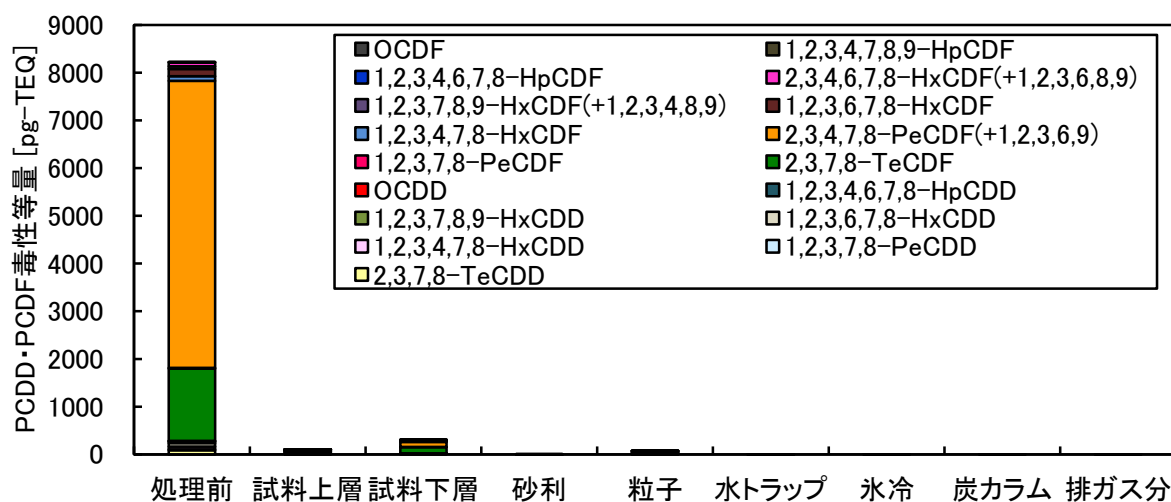 PCDD・PCDF毒性等量 [pg-TEQ]
9000
8000
7000
6000
5000
4000
3000
2000
1000
0
OCDF
1,2,3,4,7,8,9-HpCDF
1,2,3,4,6,7,8-HpCDF
2,3,4,6,7,8-HxCDF(+1,2,3,6,8,9)
1,2,3,7,8,9-HxCDF(+1,2,3,4,8,9)
1,2,3,6,7,8-HxCDF
1,2,3,4,7,8-HxCDF
2,3,4,7,8-PeCDF(+1,2,3,6,9)
1,2,3,7,8-PeCDF
2,3,7,8-TeCDF
OCDD
1,2,3,4,6,7,8-HpCDD
1,2,3,7,8,9-HxCDD
1,2,3,6,7,8-HxCDD
1,2,3,4,7,8-HxCDD
1,2,3,7,8-PeCDD
2,3,7,8-TeCDD
処理前
試料上層
試料下層
砂利
粒子
水トラップ
氷冷
炭カラム
排ガス分